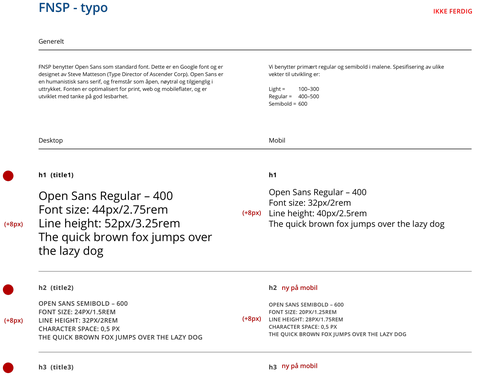 FNSP - typo
IKKE FERDIG
Generelt
FNSP benytter Open Sans som standard font. Dette er en Google font og er
designet av Steve Matteson (Type Director of Ascender Corp). Open Sans er
en humanistisk sans serif, og fremstår som åpen, nøytral og tilgjenglig i
uttrykket. Fonten er optimalisert for print, web og mobileflater, og er
utviklet med tanke på god lesbarhet.
Vi benytter primært regular og semibold i malene. Spesifisering av ulike
vekter til utvikling er:
Light = 100–300
Regular = 400–500
Semibold = 600
Desktop
Mobil
h1 (title1)
Open Sans Regular – 400
Font size: 44px/2.75rem
(+8px)
Line height: 52px/3.25rem
The quick brown fox jumps over
the lazy dog
h1
Open Sans Regular – 400
Font size: 32px/2rem
(+8px)
Line height: 40px/2.5rem
The quick brown fox jumps over the lazy dog
h2 (title2)
OPEN SANS SEMIBOLD – 600
FONT SIZE: 24PX/1.5REM
(+8px)
LINE HEIGHT: 32PX/2REM
CHARACTER SPACE: 0,5 PX
THE QUICK BROWN FOX JUMPS OVER THE LAZY DOG
h2 ny på mobil
OPEN SANS SEMIBOLD – 600
FONT SIZE: 20PX/1.25REM
(+8px)
LINE HEIGHT: 28PX/1.75REM
CHARACTER SPACE: 0,5 PX
THE QUICK BROWN FOX JUMPS OVER THE LAZY DOG
h3 (title3)
h3 ny på mobil